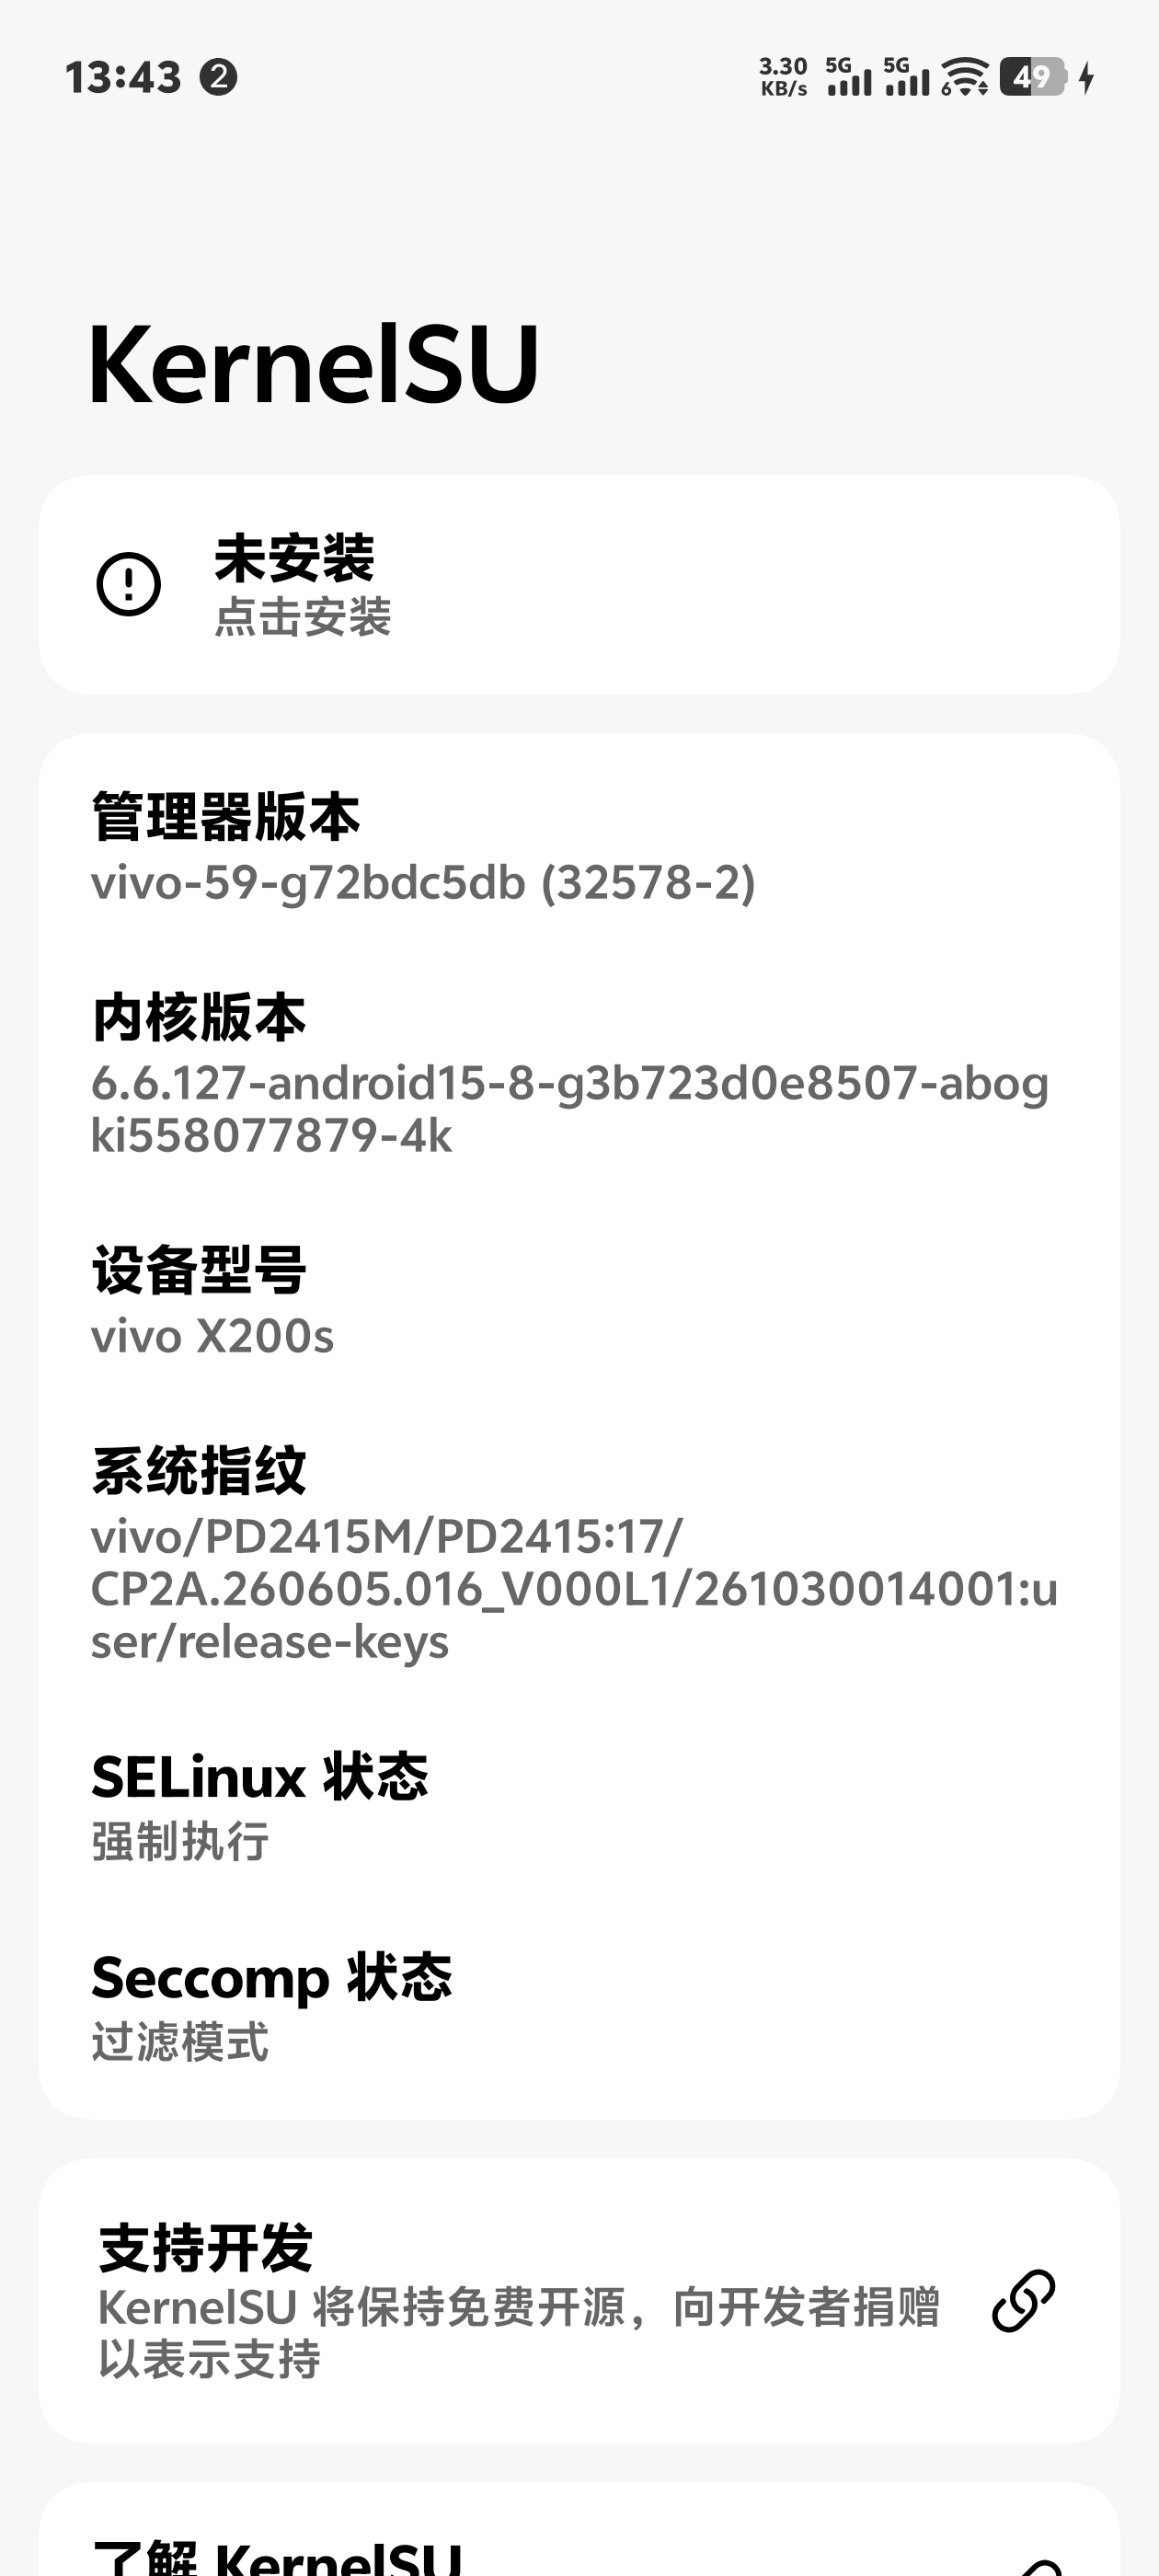 13:43 2 3.30 KB/s 5G 5G 6 49
KernelSU
未安装
点击安装
管理器版本
vivo-59-g72bdc5db (32578-2)
内核版本
6.6.127-android15-8-g3b723d0e8507-abog
ki558077879-4k
设备型号
vivo X200s
系统指纹
vivo/PD2415M/PD2415:17/
CP2A.260605.016_V000L1/261030014001:u
ser/release-keys
SELinux 状态
强制执行
Seccomp 状态
过滤模式
支持开发
KernelSU 将保持免费开源，向开发者捐赠
以表示支持
了解 KernelSU